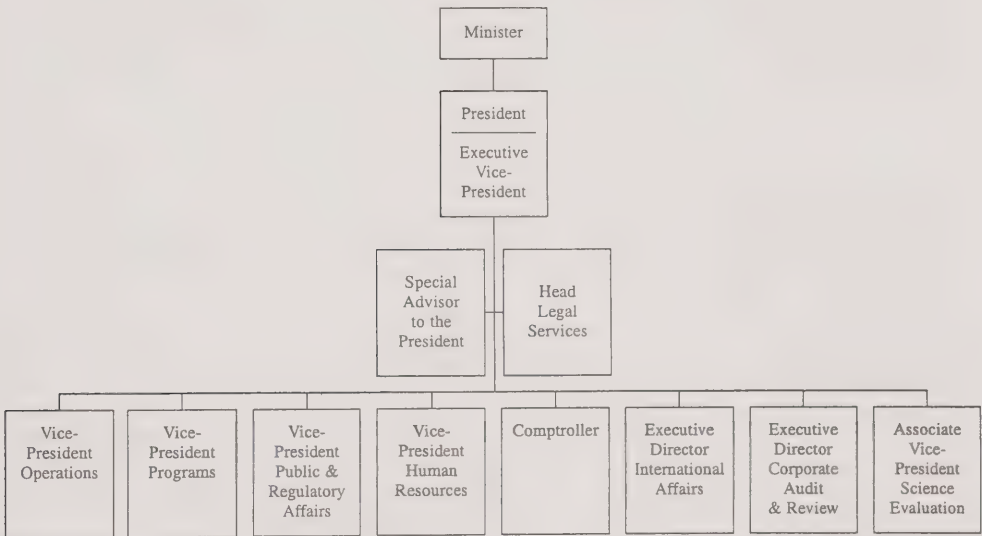 Minister
President
Executive
Vice-
President
Special
Advisor
to the
President
Head
Legal
Services
Vice-
President
Operations
Vice-
President
Programs
Vice-
President
Public &
Regulatory
Affairs
Vice-
President
Human
Resources
Comptroller
Executive
Director
International
Affairs
Executive
Director
Corporate
Audit
& Review
Associate
Vice-
President
Science
Evaluation